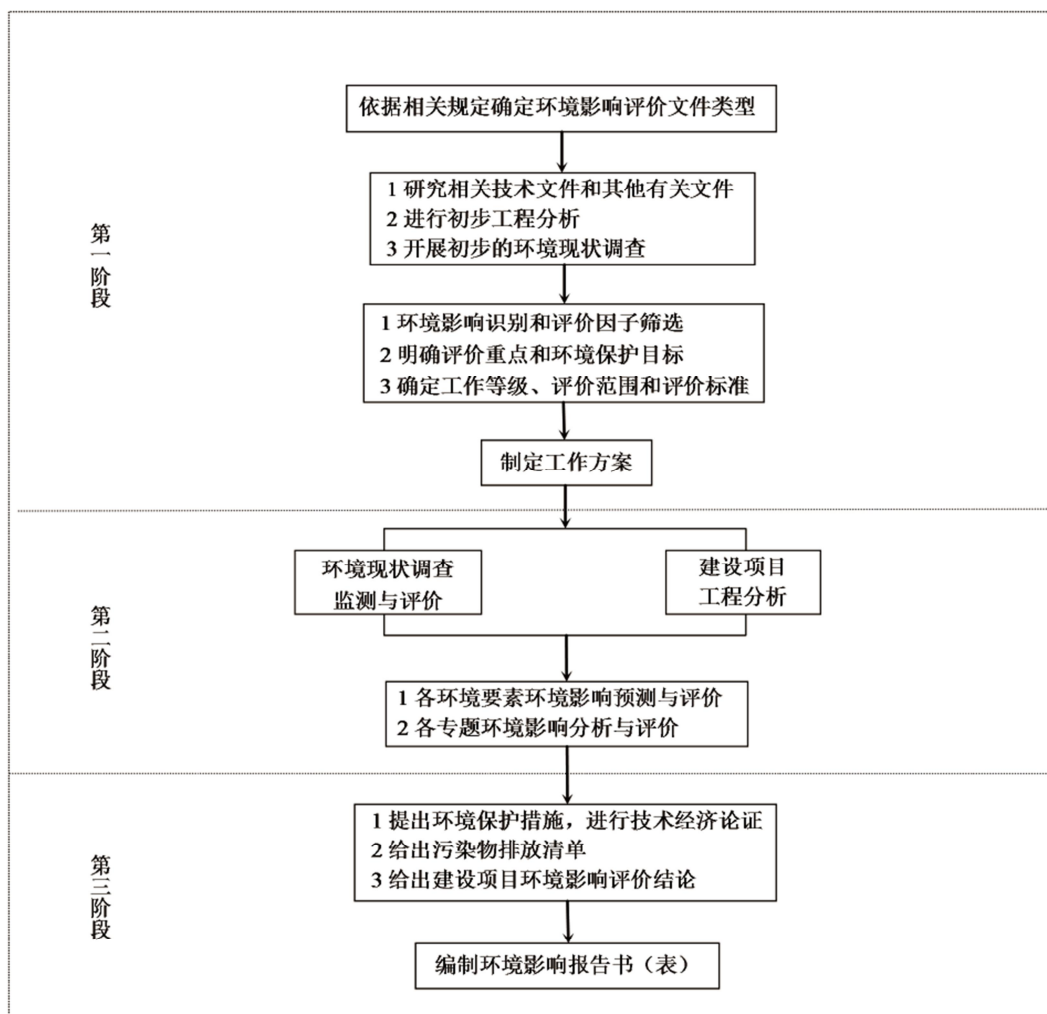 依据相关规定确定环境影响评价文件类型
1 研究相关技术文件和其他有关文件
2 进行初步工程分析
3 开展初步的环境现状调查
第一阶段
1 环境影响识别和评价因子筛选
2 明确评价重点和环境保护目标
3 确定工作等级、评价范围和评价标准
制定工作方案
环境现状调查
监测与评价
建设项目
工程分析
第二阶段
1 各环境要素环境影响预测与评价
2 各专题环境影响分析与评价
1 提出环境保护措施，进行技术经济论证
2 给出污染物排放清单
3 给出建设项目环境影响评价结论
第三阶段
编制环境影响报告书（表）